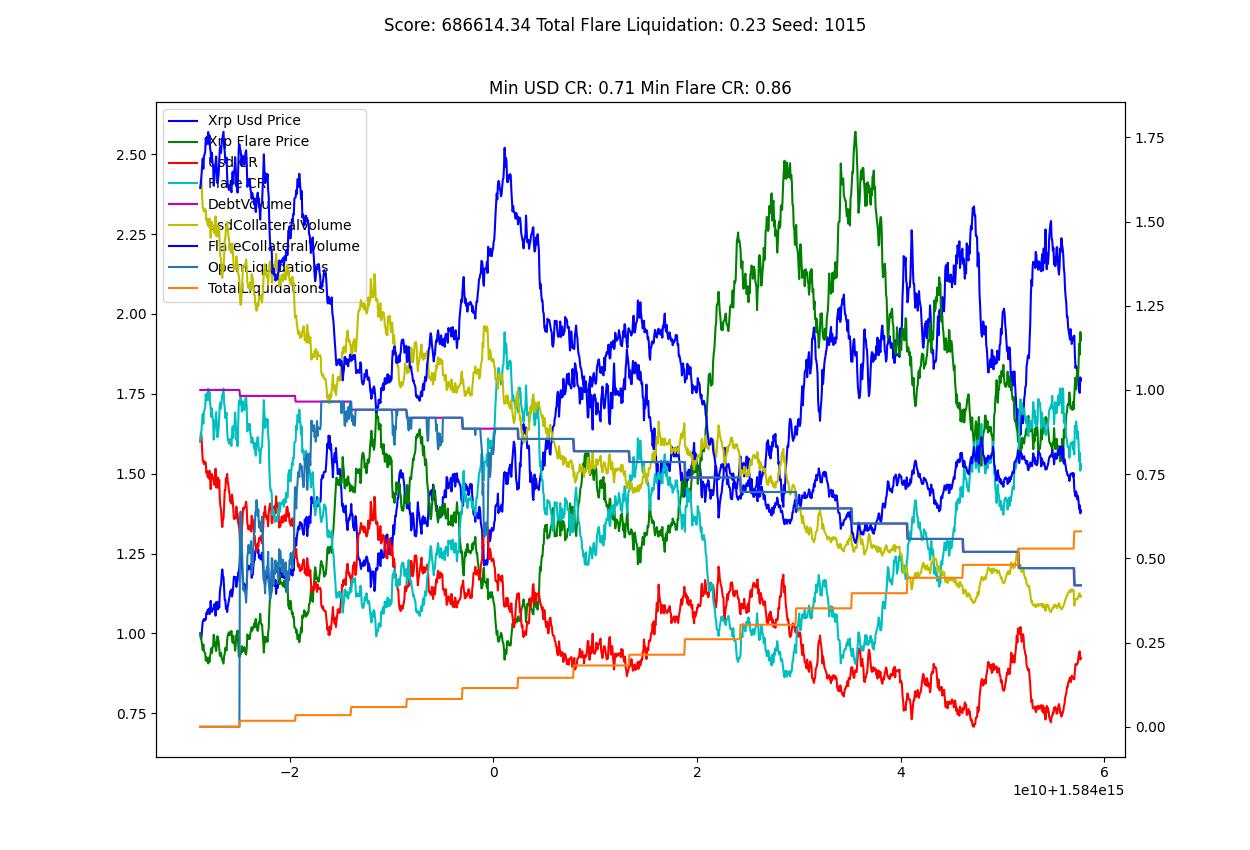 Score: 686614.34 Total Flare Liquidation: 0.23 Seed: 1015
Min USD CR: 0.71 Min Flare CR: 0.86
Xrp Usd Price
Xrp Flare Price
Usd CR
Flare CR
DebtVolume
UsdCollateralVolume
FlareCollateralVolume
OpenLiquidations
TotalLiquidations
2.50
2.25
2.00
1.75
1.50
1.25
1.00
0.75
1.75
1.50
1.25
1.00
0.75
0.50
0.25
0.00
−2 0 2 4 6
1e10+1.584e15